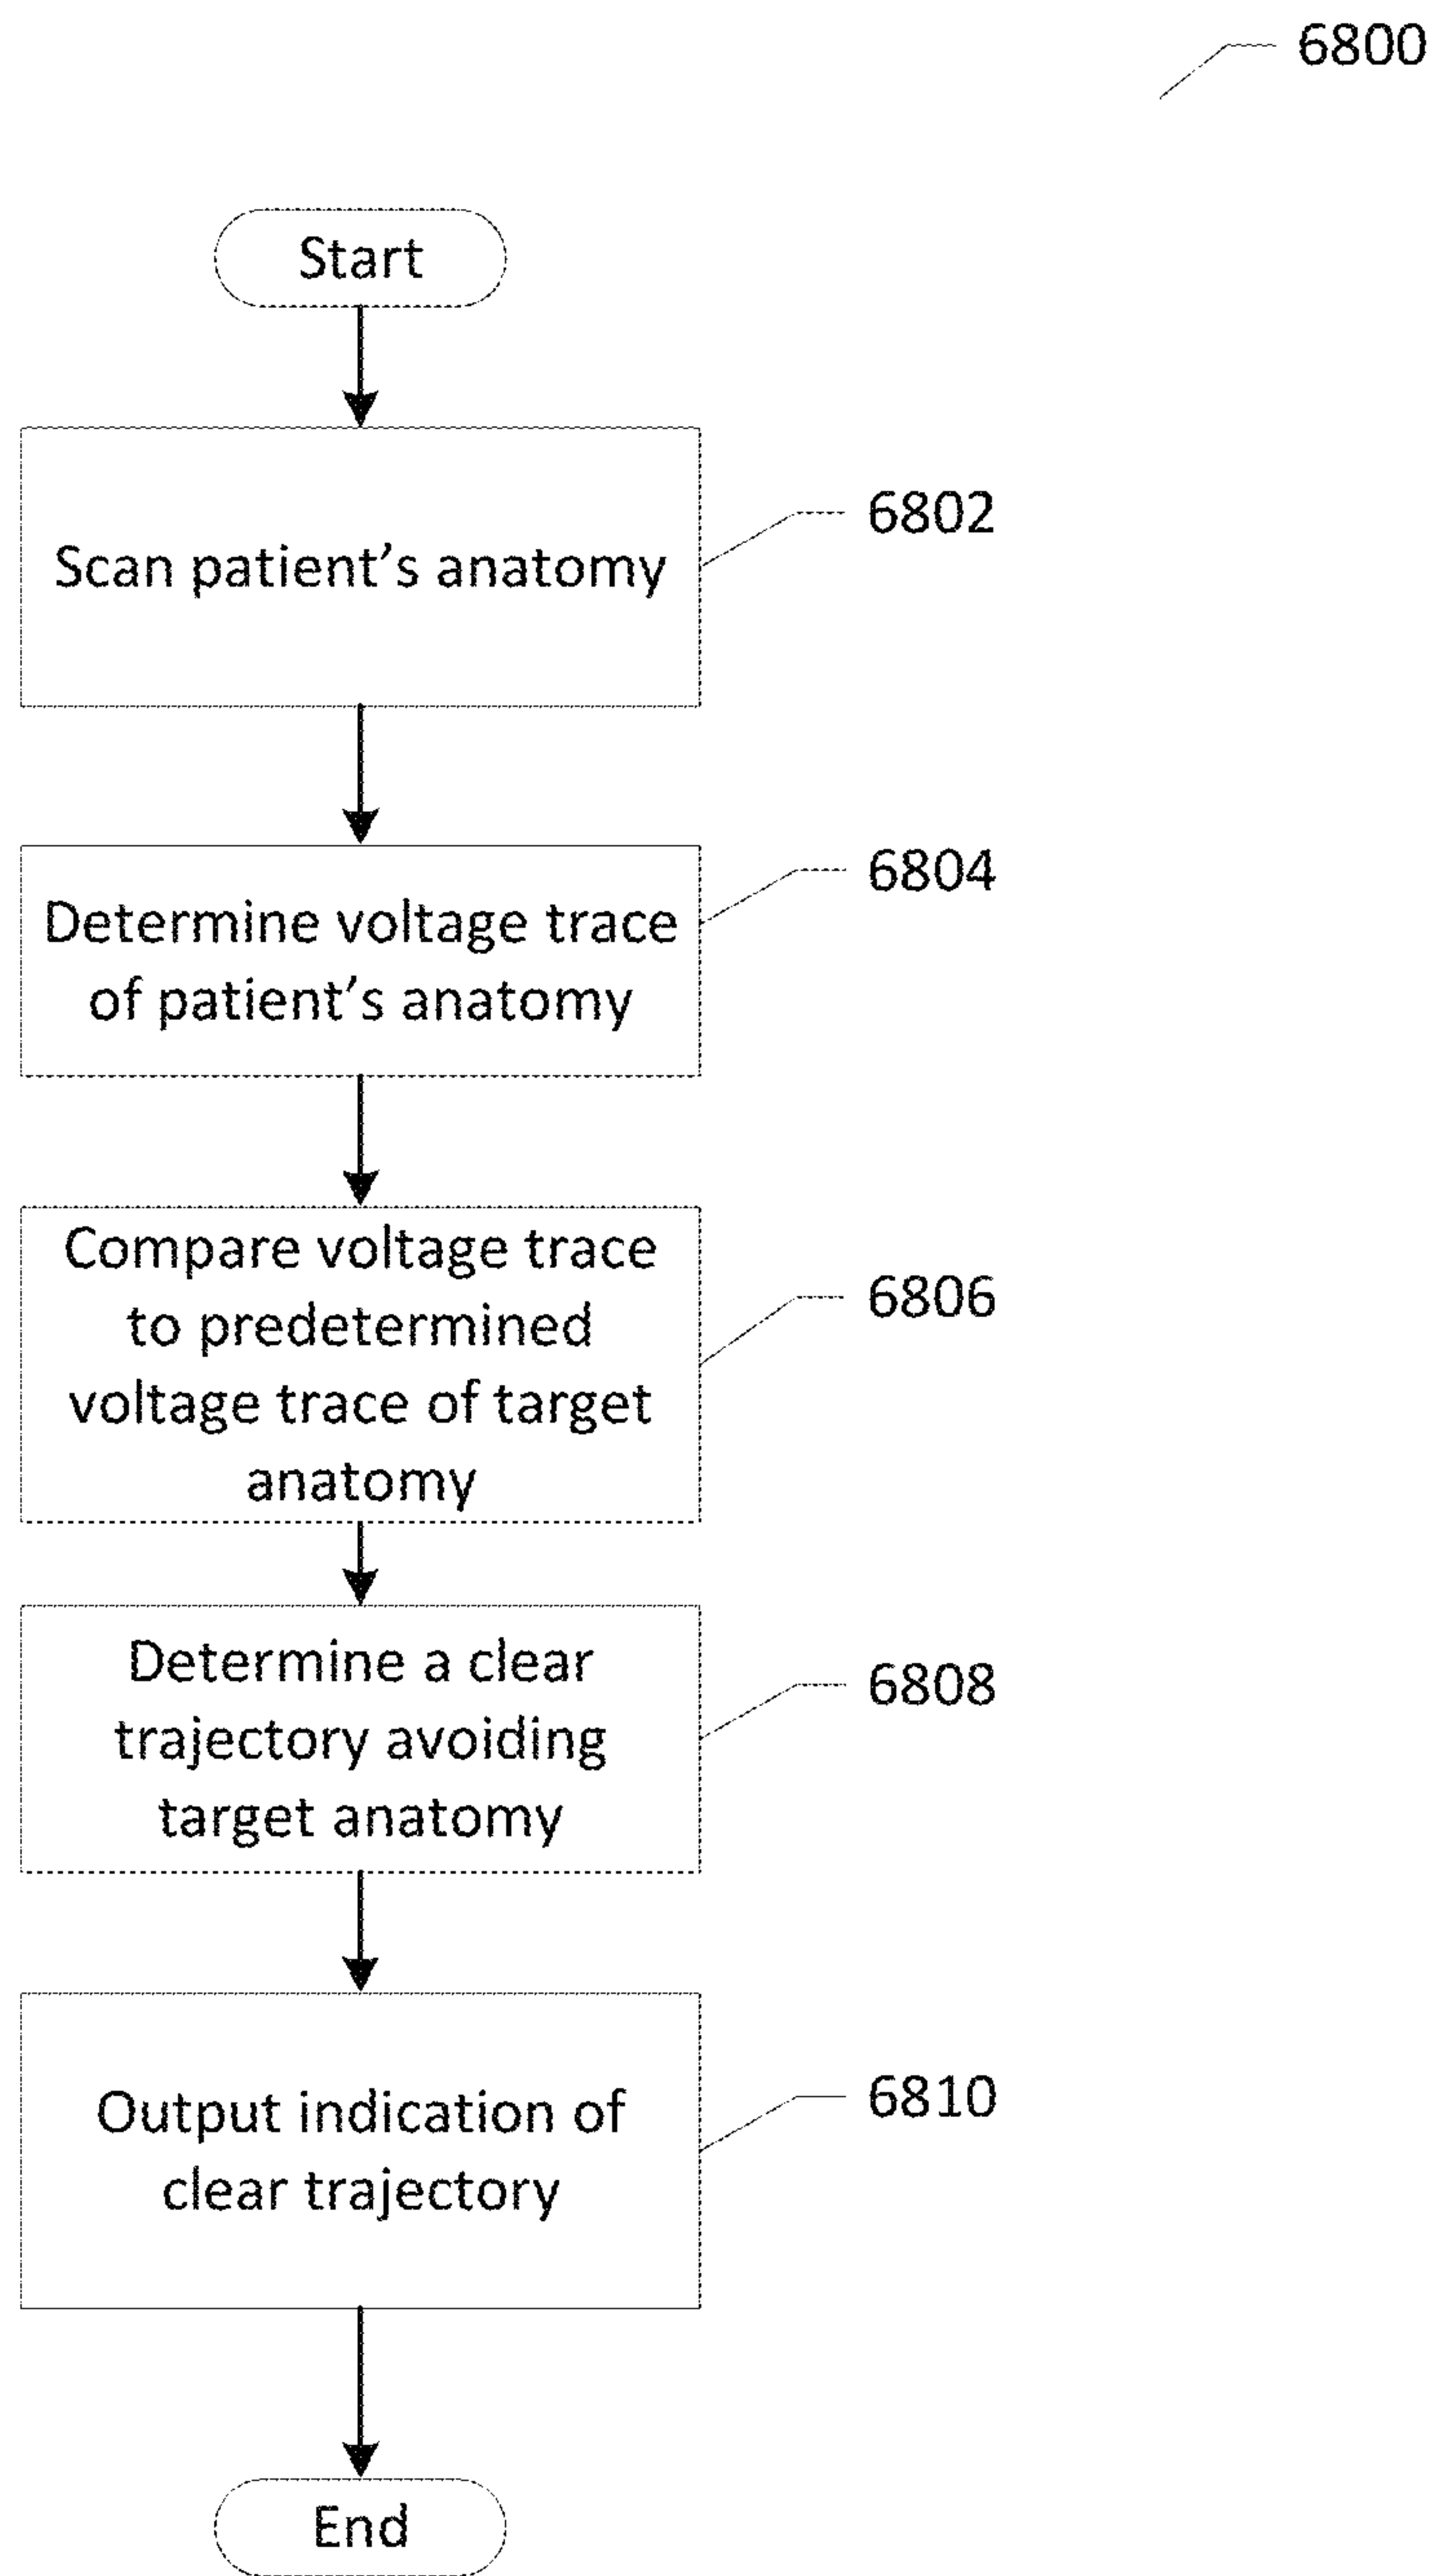 6800
Start
Scan patient’s anatomy
6802
Determine voltage trace
of patient’s anatomy
6804
Compare voltage trace
to predetermined
voltage trace of target
anatomy
6806
Determine a clear
trajectory avoiding
target anatomy
6808
Output indication of
clear trajectory
6810
End